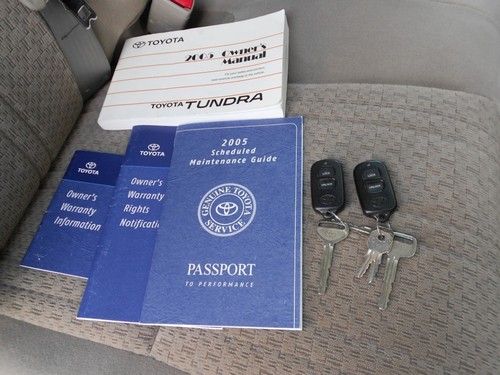 TOYOTA
2005 Owner's
Manual
TOYOTA TUNDRA
2005
Scheduled
Maintenance Guide
GENUINE TOYOTA
SERVICE
PASSPORT
TO PERFORMANCE
TOYOTA
Owner's
Warranty
Rights
Notification
TOYOTA
Owner's
Warranty
Information